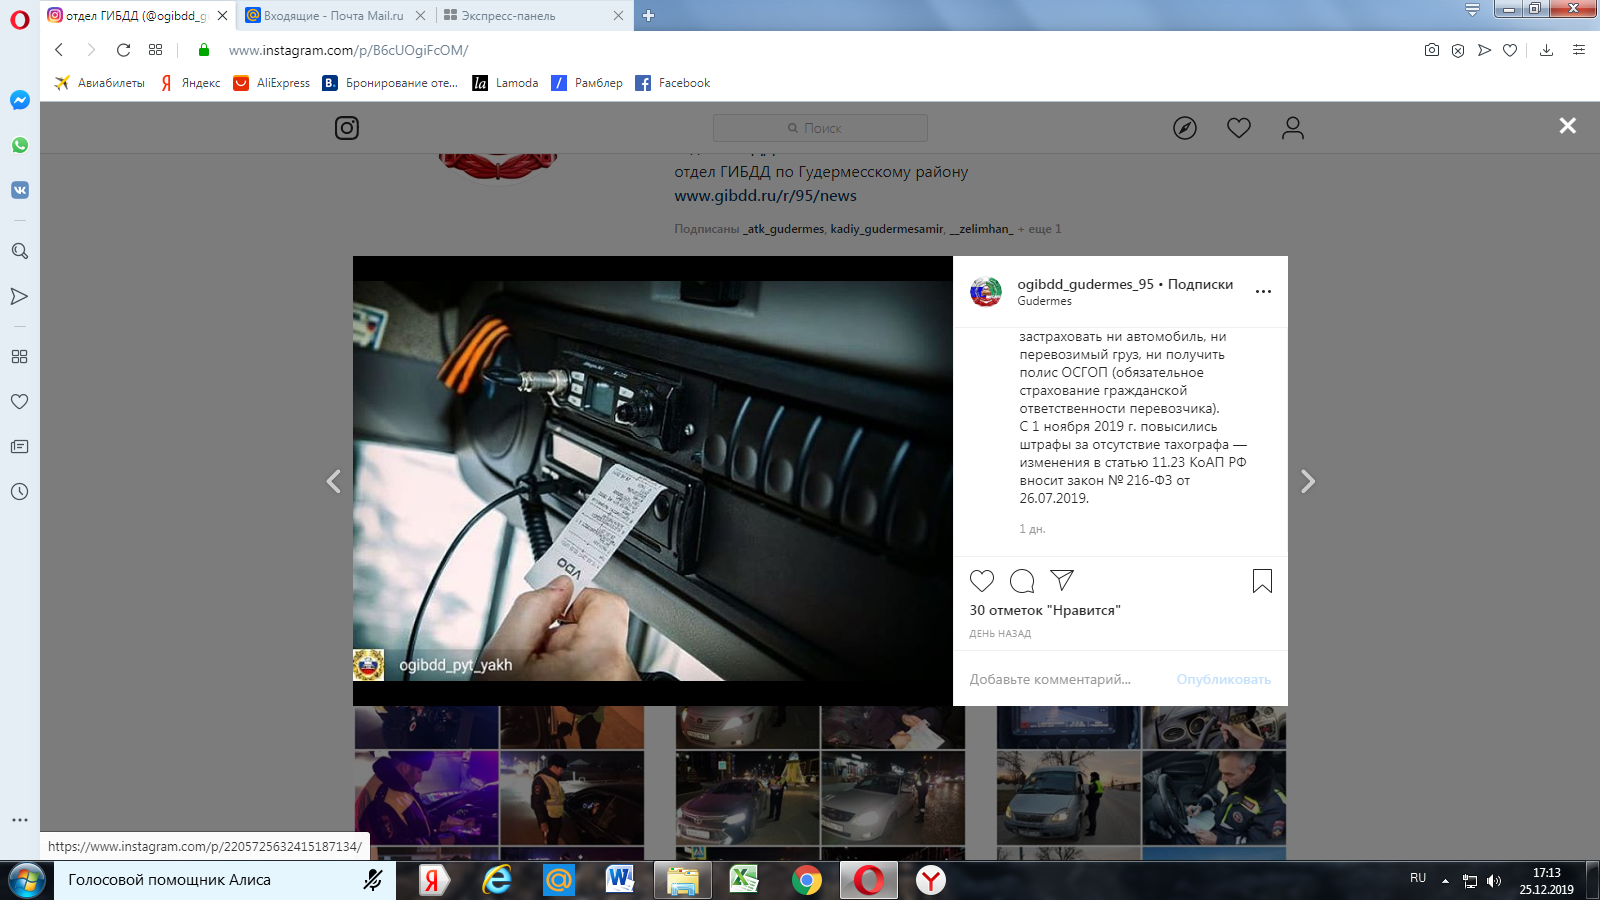 отдел ГИБДД (@ogibdd_g
Входящие - Почта Mail.ru
Экспресс-панель
www.instagram.com/p/B6cUOgiFcOM/
Авиабилеты
Яндекс
AliExpress
Бронирование оте...
Lamoda
Рамблер
Facebook
Поиск
отдел ГИБДД по Гудермесскому району
www.gibdd.ru/r/95/news
Подписаны _atk_gudermes, kadiy_gudermesamir, __zelimhan_ + еще 1
ogibdd_gudermes_95 • Подписки
Gudermes
застраховать ни автомобиль, ни
перевозимый груз, ни получить
полис ОСГОП (обязательное
страхование гражданской
ответственности перевозчика).
С 1 ноября 2019 г. повысились
штрафы за отсутствие тахографа —
изменения в статью 11.23 КоАП РФ
вносит закон № 216-ФЗ от
26.07.2019.
1 дн.
30 отметок "Нравится"
ДЕНЬ НАЗАД
Добавьте комментарий...
Опубликовать
VDO
ogibdd_pyt_yakh
https://www.instagram.com/p/2205725632415187134/
Голосовой помощник Алиса
RU
17:13
25.12.2019